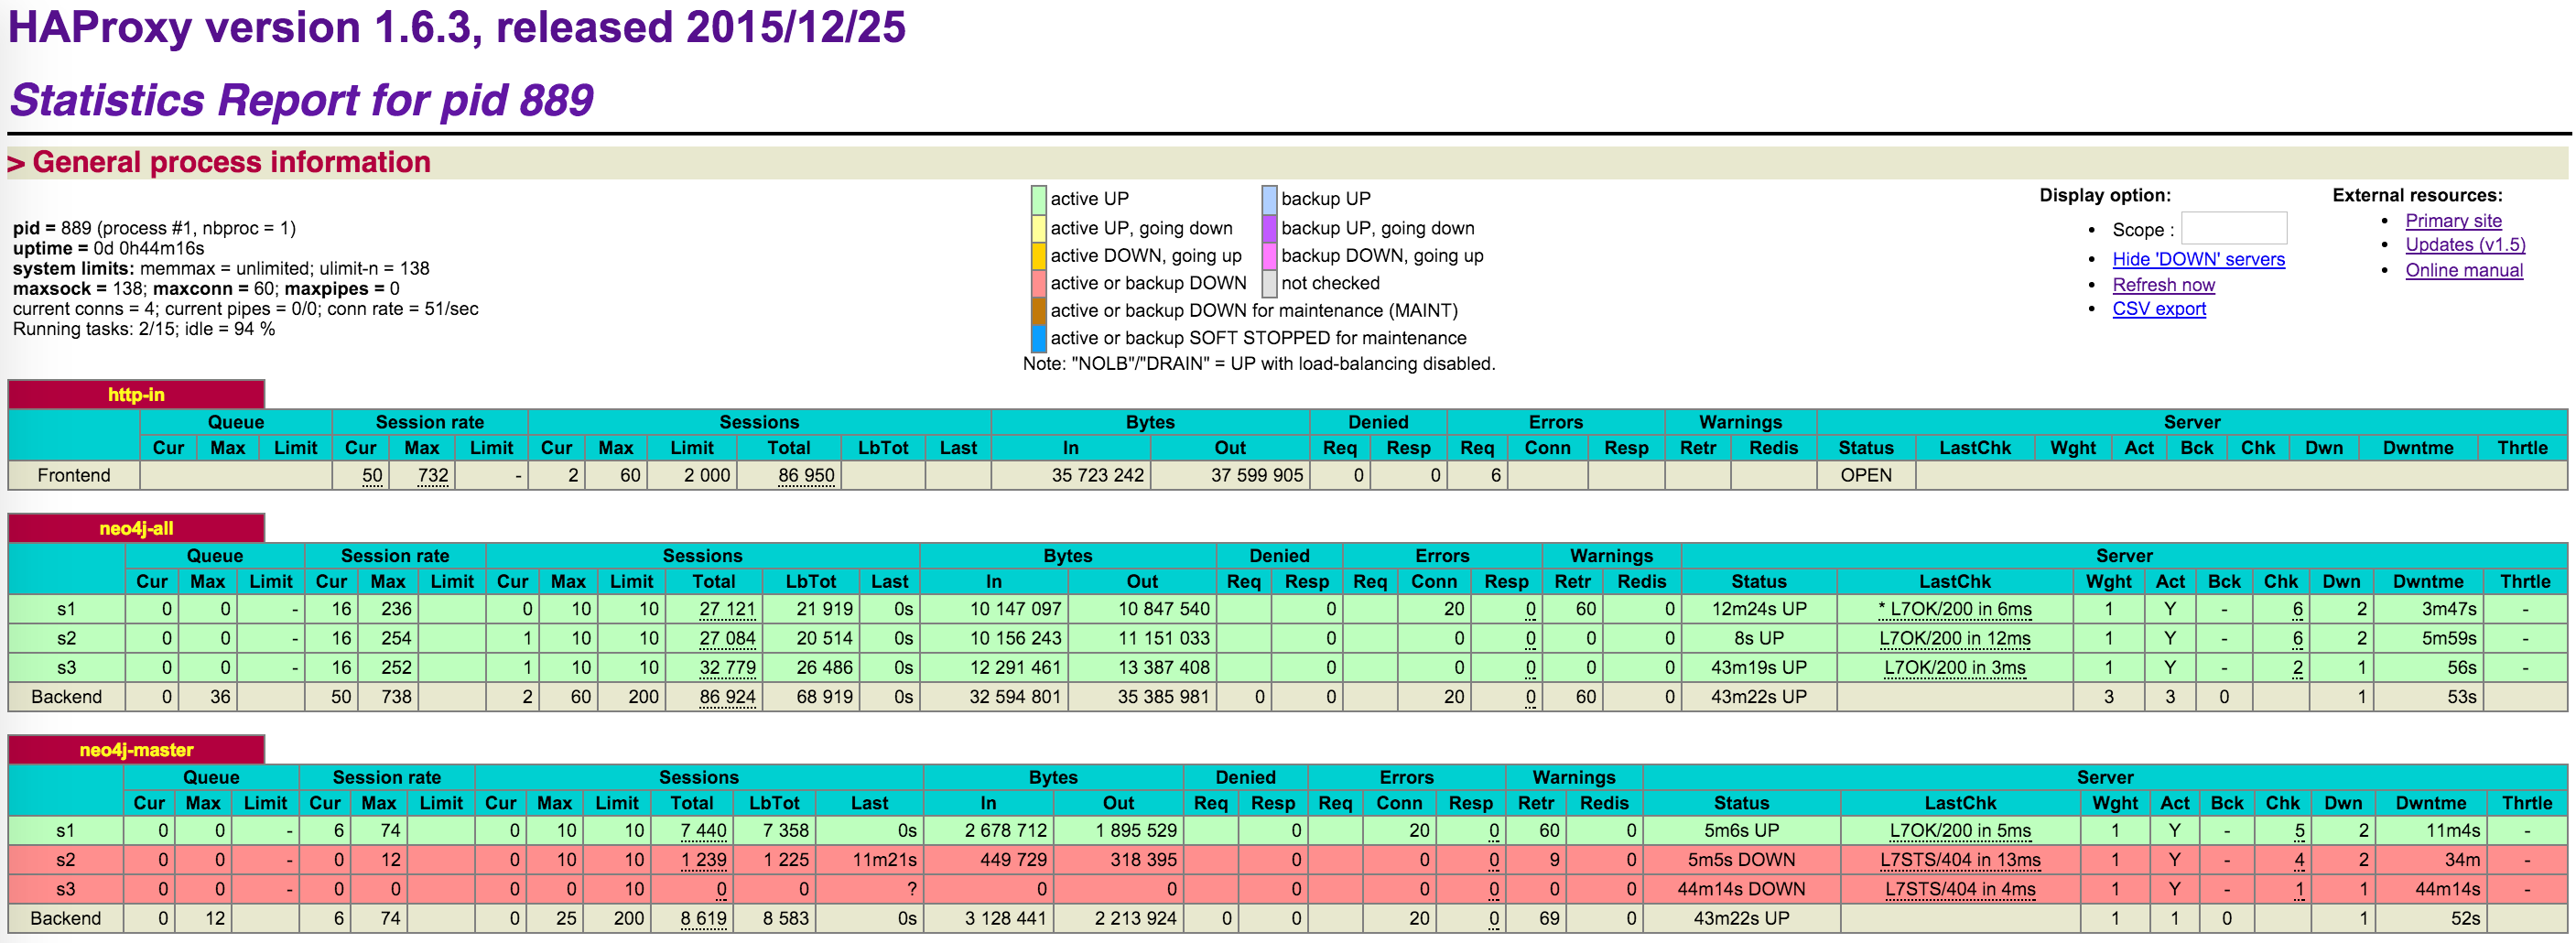 HAProxy version 1.6.3, released 2015/12/25
Statistics Report for pid 889
> General process information
pid = 889 (process #1, nbproc = 1)
uptime = 0d 0h44m16s
system limits: memmax = unlimited; ulimit-n = 138
maxsock = 138; maxconn = 60; maxpipes = 0
current conns = 4; current pipes = 0/0; conn rate = 51/sec
Running tasks: 2/15; idle = 94 %
active UP backup UP
active UP, going down backup UP, going down
active DOWN, going up backup DOWN, going up
active or backup DOWN not checked
active or backup DOWN for maintenance (MAINT)
active or backup SOFT STOPPED for maintenance
Note: "NOLB"/"DRAIN" = UP with load-balancing disabled.
Display option:
• Scope :
• Hide 'DOWN' servers
• Refresh now
• CSV export
External resources:
• Primary site
• Updates (v1.5)
• Online manual
http-in
Queue Session rate Sessions Bytes Denied Errors Warnings Server
Cur Max Limit Cur Max Limit Cur Max Limit Total LbTot Last In Out Req Resp Req Conn Resp Retr Redis Status LastChk Wght Act Bck Chk Dwn Dwntme Thrtle
Frontend 50 732 - 2 60 2 000 86 950 35 723 242 37 599 905 0 0 6 OPEN
neo4j-all
Queue Session rate Sessions Bytes Denied Errors Warnings Server
Cur Max Limit Cur Max Limit Cur Max Limit Total LbTot Last In Out Req Resp Req Conn Resp Retr Redis Status LastChk Wght Act Bck Chk Dwn Dwntme Thrtle
s1 0 0 - 16 236 0 10 10 27 121 21 919 0s 10 147 097 10 847 540 0 20 0 60 0 12m24s UP * L7OK/200 in 6ms 1 Y - 6 2 3m47s -
s2 0 0 - 16 254 1 10 10 27 084 20 514 0s 10 156 243 11 151 033 0 0 0 0 0 8s UP L7OK/200 in 12ms 1 Y - 6 2 5m59s -
s3 0 0 - 16 252 1 10 10 32 779 26 486 0s 12 291 461 13 387 408 0 0 0 0 0 43m19s UP L7OK/200 in 3ms 1 Y - 2 1 56s -
Backend 0 36 50 738 2 60 200 86 924 68 919 0s 32 594 801 35 385 981 0 0 20 0 60 0 43m22s UP 3 3 0 1 53s
neo4j-master
Queue Session rate Sessions Bytes Denied Errors Warnings Server
Cur Max Limit Cur Max Limit Cur Max Limit Total LbTot Last In Out Req Resp Req Conn Resp Retr Redis Status LastChk Wght Act Bck Chk Dwn Dwntme Thrtle
s1 0 0 - 6 74 0 10 10 7 440 7 358 0s 2 678 712 1 895 529 0 20 0 60 0 5m6s UP L7OK/200 in 5ms 1 Y - 5 2 11m4s -
s2 0 0 - 0 12 0 10 10 1 239 1 225 11m21s 449 729 318 395 0 0 0 9 0 5m5s DOWN L7STS/404 in 13ms 1 Y - 4 2 34m -
s3 0 0 - 0 0 0 0 10 0 0 ? 0 0 0 0 0 0 0 44m14s DOWN L7STS/404 in 4ms 1 Y - 1 1 44m14s -
Backend 0 12 6 74 0 25 200 8 619 8 583 0s 3 128 441 2 213 924 0 0 20 0 69 0 43m22s UP 1 1 0 1 52s